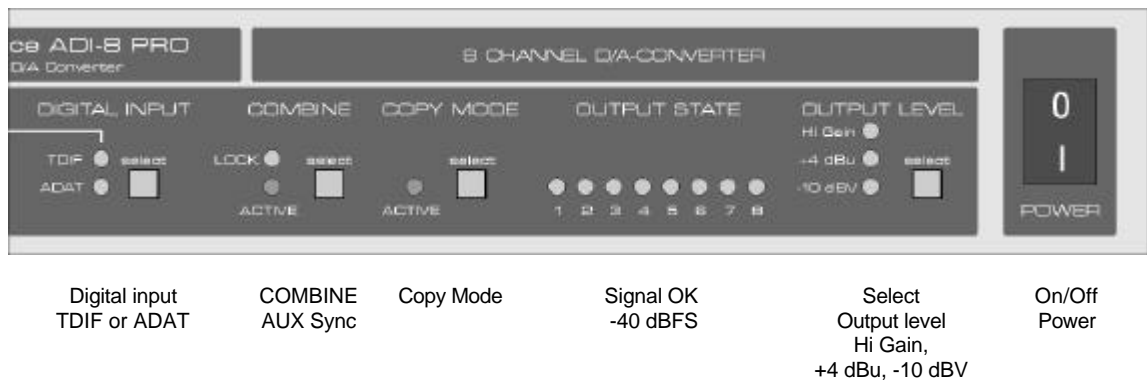 ce ADI-8 PRO
D/A Converter
8 CHANNEL D/A-CONVERTER
DIGITAL INPUT
COMBINE
COPY MODE
OUTPUT STATE
OUTPUT LEVEL
Hi Gain
TDIF select
LOCK select
select
+4 dBu select
ADAT
-10 dBV
ACTIVE
ACTIVE
1 2 3 4 5 6 7 8
0
I
POWER
Digital input
TDIF or ADAT
COMBINE
AUX Sync
Copy Mode
Signal OK
-40 dBFS
Select
Output level
Hi Gain,
+4 dBu, -10 dBV
On/Off
Power